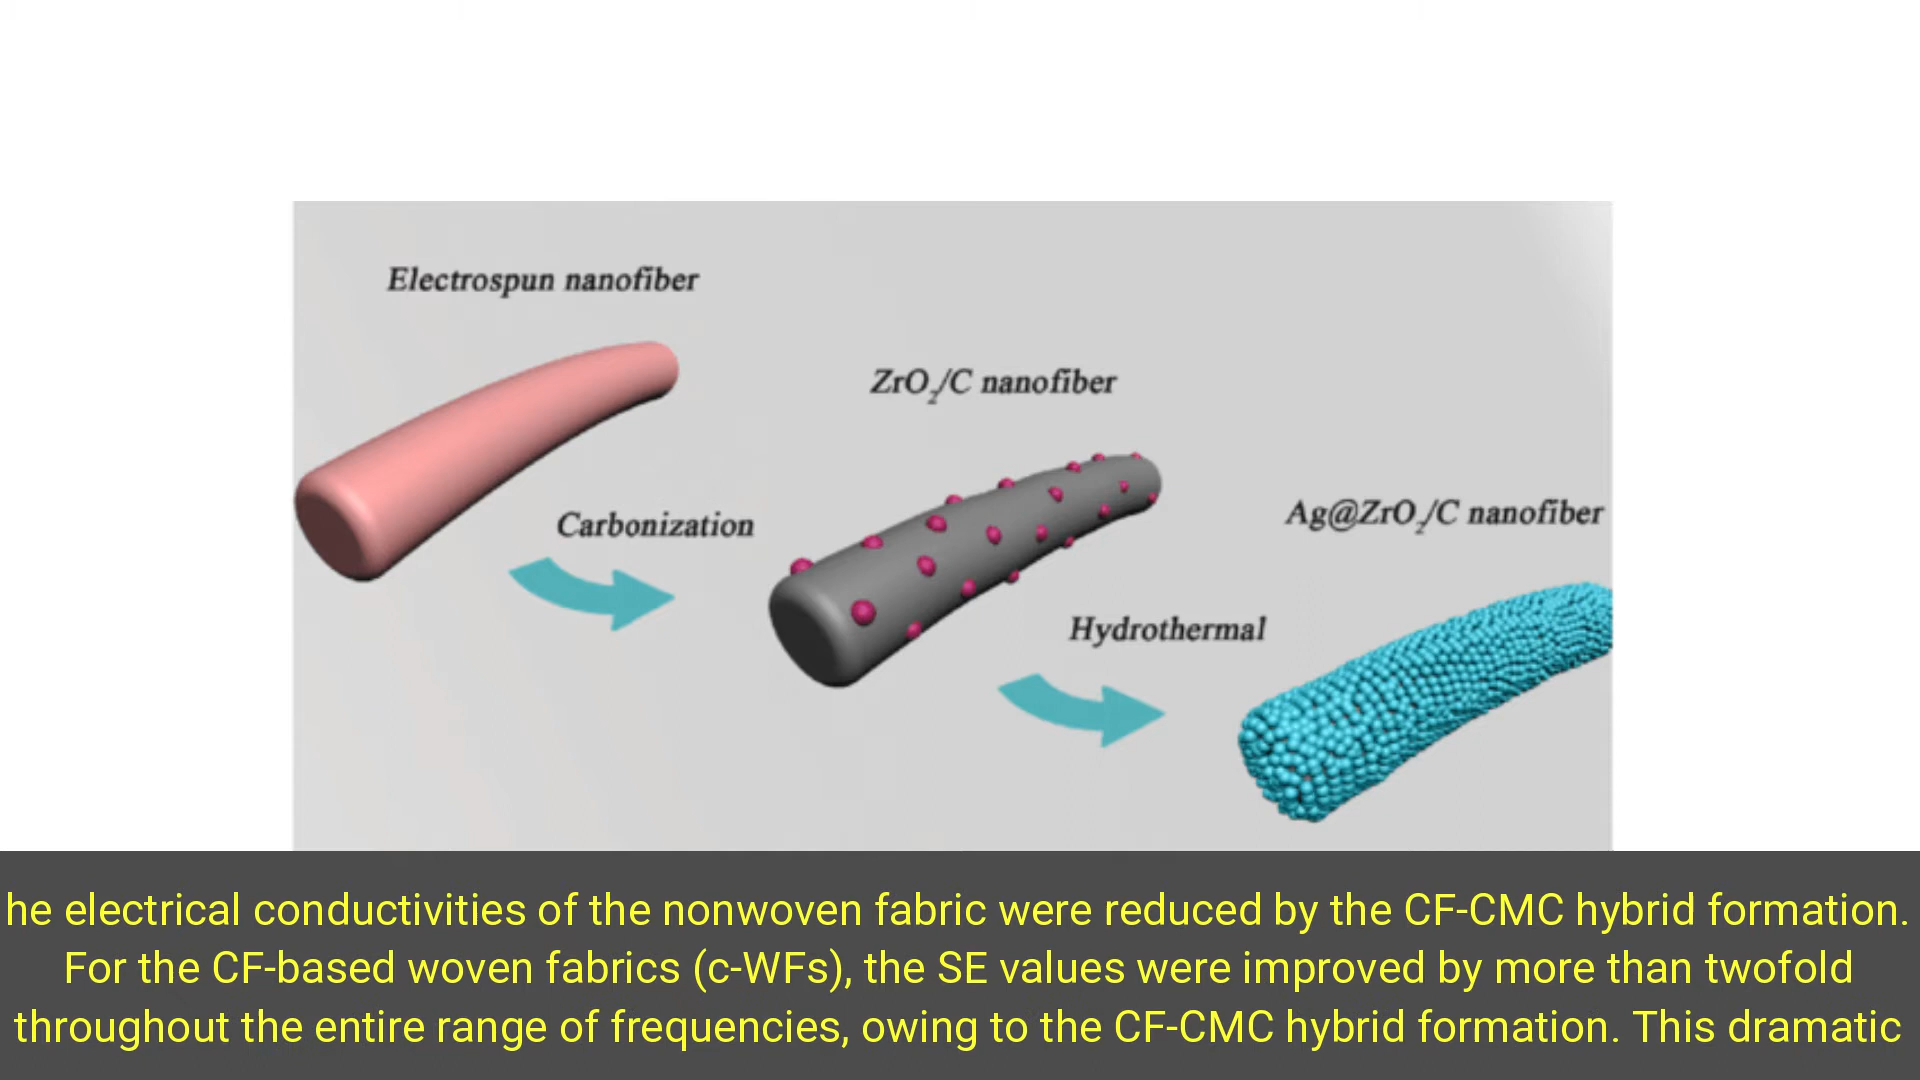 Electrospun nanofiber
ZrO2/C nanofiber
Carbonization
Ag@ZrO2/C nanofiber
Hydrothermal
he electrical conductivities of the nonwoven fabric were reduced by the CF-CMC hybrid formation.
For the CF-based woven fabrics (c-WFs), the SE values were improved by more than twofold
throughout the entire range of frequencies, owing to the CF-CMC hybrid formation. This dramatic